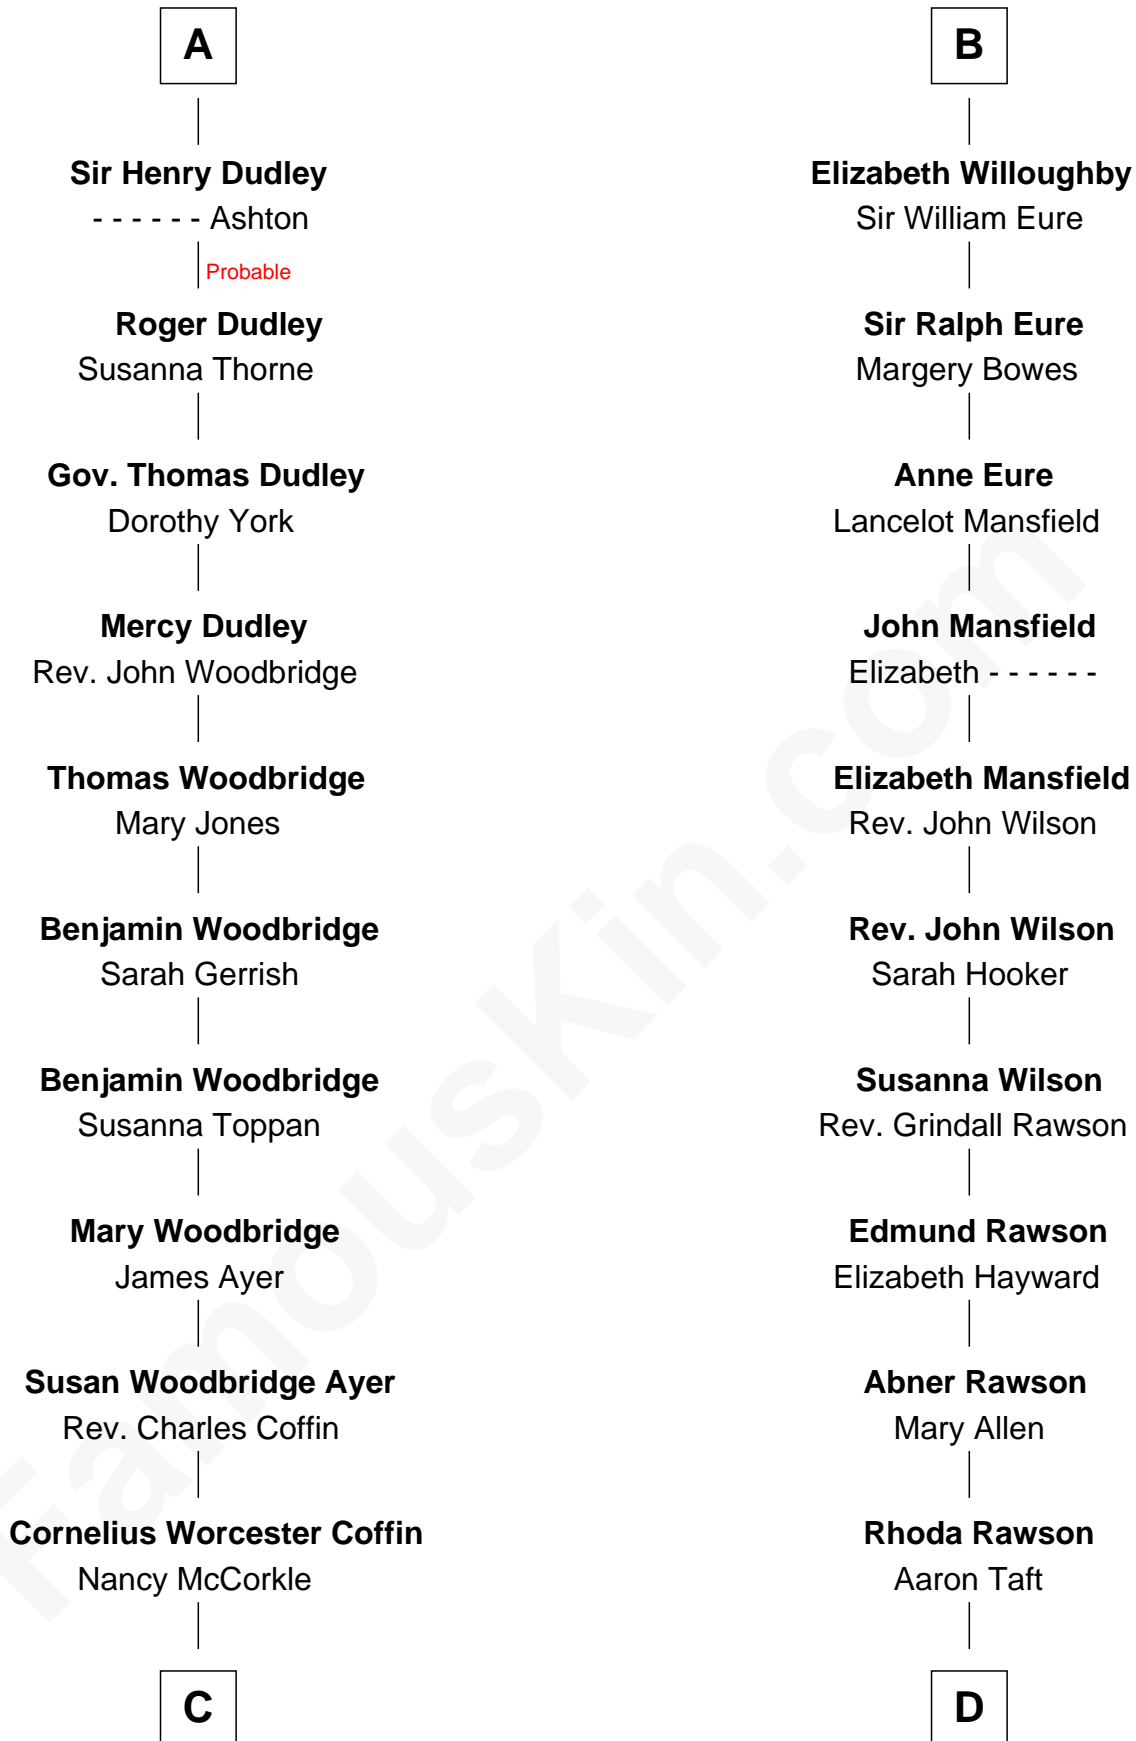 A
Sir Henry Dudley
- - - - - - Ashton
Probable
Roger Dudley
Susanna Thorne
Gov. Thomas Dudley
Dorothy York
Mercy Dudley
Rev. John Woodbridge
Thomas Woodbridge
Mary Jones
Benjamin Woodbridge
Sarah Gerrish
Benjamin Woodbridge
Susanna Toppan
Mary Woodbridge
James Ayer
Susan Woodbridge Ayer
Rev. Charles Coffin
Cornelius Worcester Coffin
Nancy McCorkle
C
B
Elizabeth Willoughby
Sir William Eure
Sir Ralph Eure
Margery Bowes
Anne Eure
Lancelot Mansfield
John Mansfield
Elizabeth - - - - - -
Elizabeth Mansfield
Rev. John Wilson
Rev. John Wilson
Sarah Hooker
Susanna Wilson
Rev. Grindall Rawson
Edmund Rawson
Elizabeth Hayward
Abner Rawson
Mary Allen
Rhoda Rawson
Aaron Taft
D
FamousKin.com